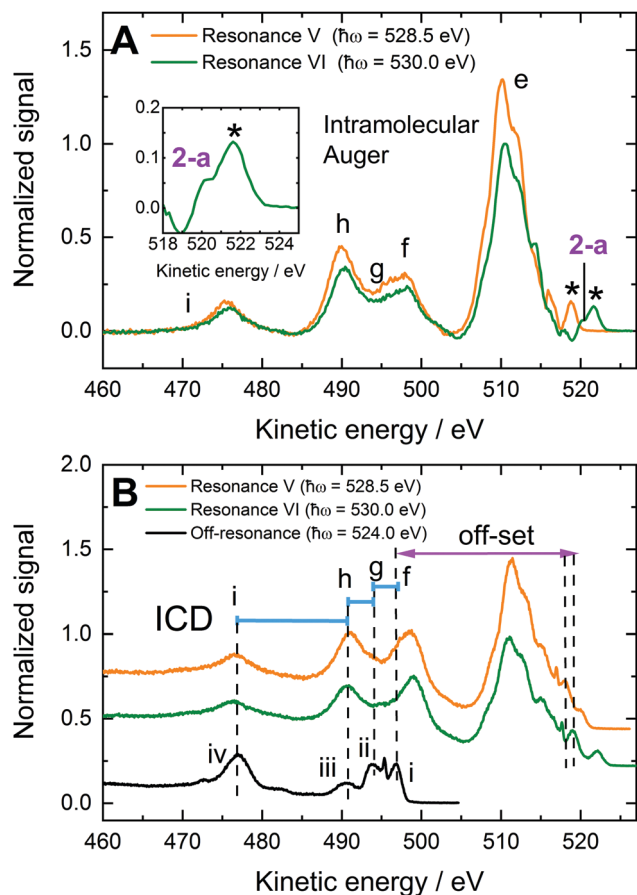 A
Resonance V (ħω = 528.5 eV)
Resonance VI (ħω = 530.0 eV)
1.5
1.0
0.5
0.0
Normalized signal
0.2
0.1
0.0
2-a
*
518 520 522 524
Kinetic energy / eV
Intramolecular
Auger
e
h
g
f
i
2-a
* *
460 470 480 490 500 510 520
Kinetic energy / eV
B
Resonance V (ħω = 528.5 eV)
Resonance VI (ħω = 530.0 eV)
Off-resonance (ħω = 524.0 eV)
2.0
1.5
1.0
0.5
0.0
Normalized signal
off-set
g
h
f
i
ICD
iv
iii
ii
i
460 470 480 490 500 510 520
Kinetic energy / eV